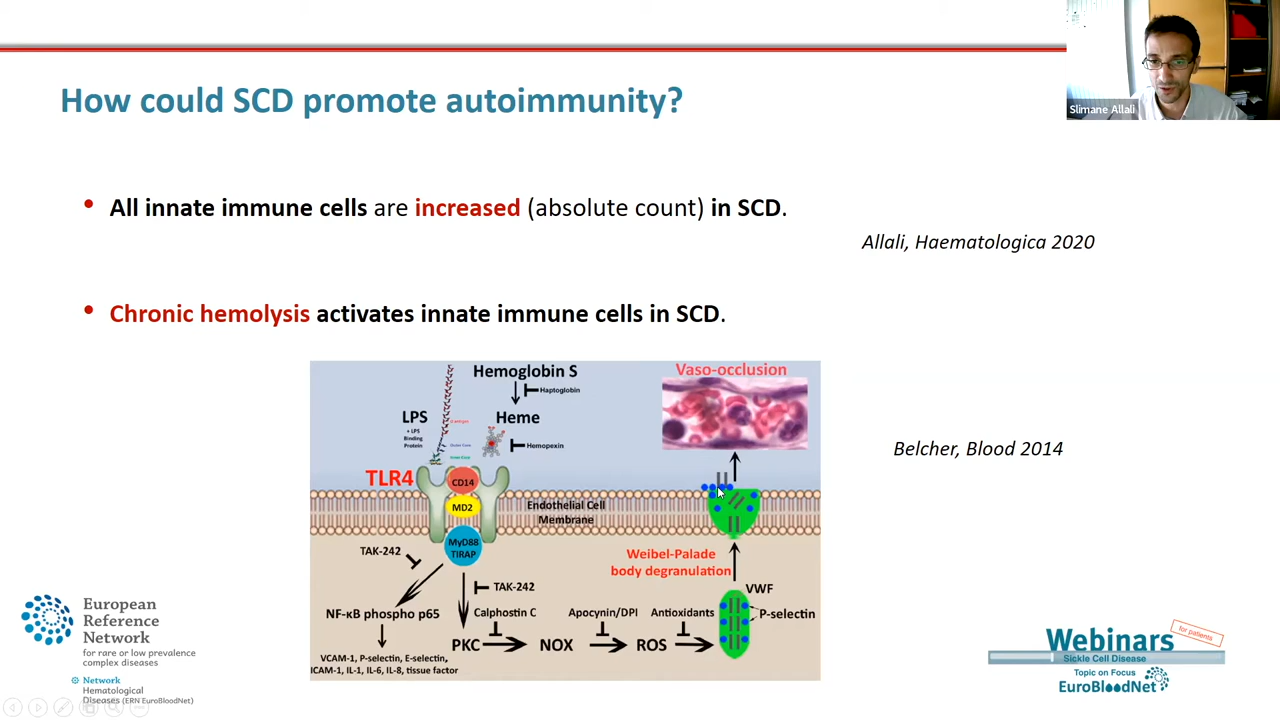 Slimane Allali
How could SCD promote autoimmunity?
• All innate immune cells are increased (absolute count) in SCD.
Allali, Haematologica 2020
• Chronic hemolysis activates innate immune cells in SCD.
Hemoglobin S
Haptoglobin
LPS
+ LPS
Binding
Protein
Heme
Hemopexin
Vaso-occlusion
Belcher, Blood 2014
TLR4
CD14
MD2
Endothelial Cell
Membrane
MyD88
TIRAP
TAK-242
Weibel-Palade
body degranulation
TAK-242
VWF
NF-κB phospho p65
Calphostin C
Apocynin/DPI
Antioxidants
P-selectin
PKC
NOX
ROS
VCAM-1, P-selectin, E-selectin,
ICAM-1, IL-1, IL-6, IL-8, tissue factor
European
Reference
Network
for rare or low prevalence
complex diseases
Network
Hematological
Diseases (ERN EuroBloodNet)
for patients
Webinars
Sickle Cell Disease
Topic on Focus
EuroBloodNet